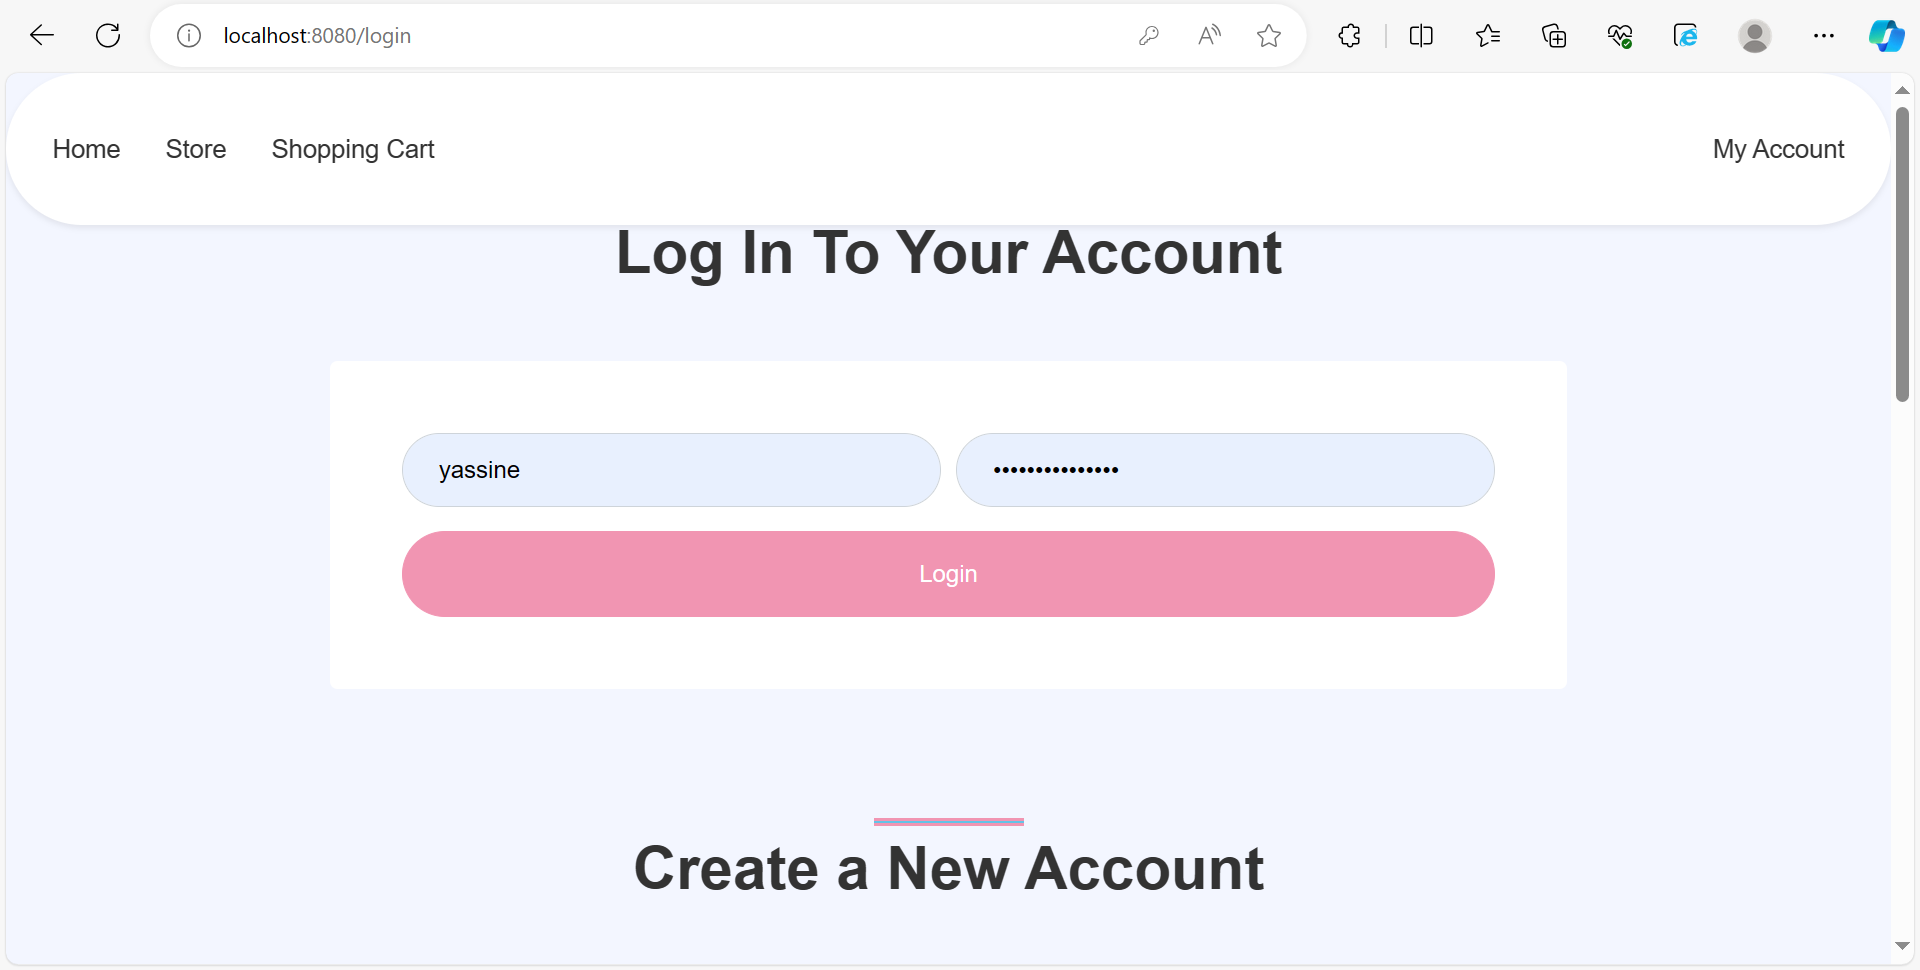 localhost:8080/login
Home Store Shopping Cart My Account
Log In To Your Account
yassine •••••••••••••••
Login
Create a New Account